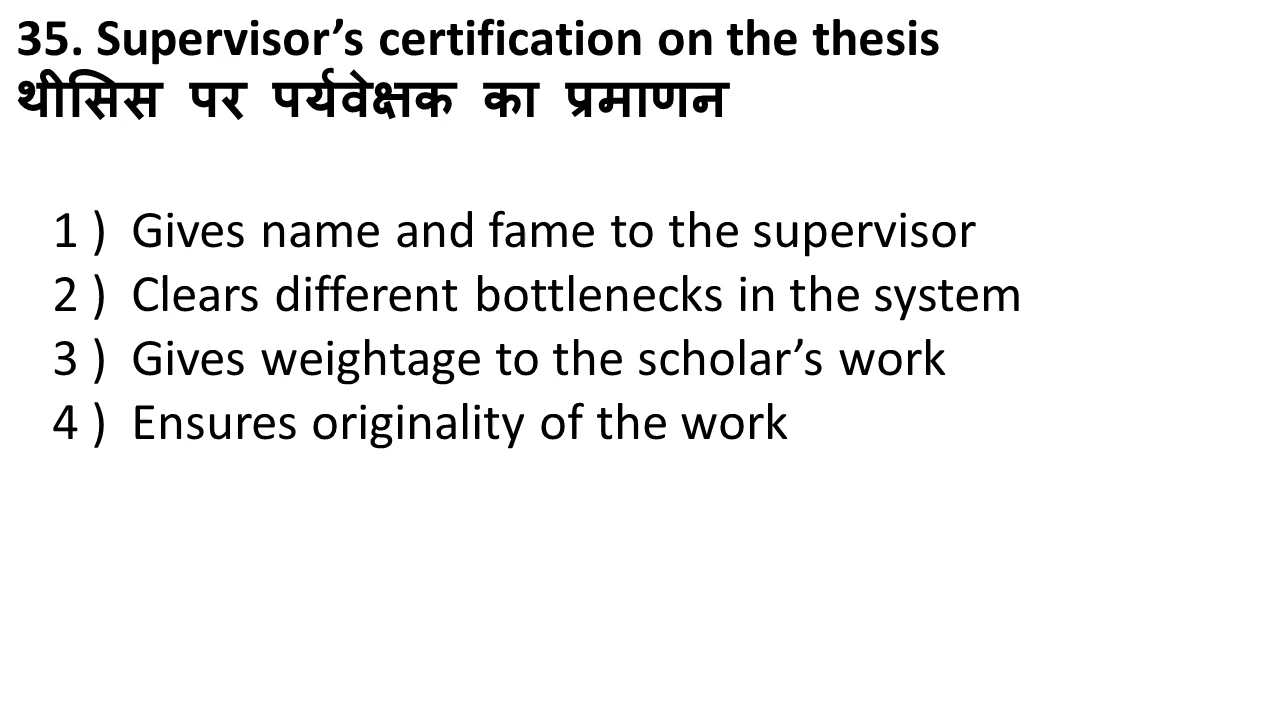 35. Supervisor’s certification on the thesis
थीसिस पर पर्यवेक्षक का प्रमाणन
1 ) Gives name and fame to the supervisor
2 ) Clears different bottlenecks in the system
3 ) Gives weightage to the scholar’s work
4 ) Ensures originality of the work